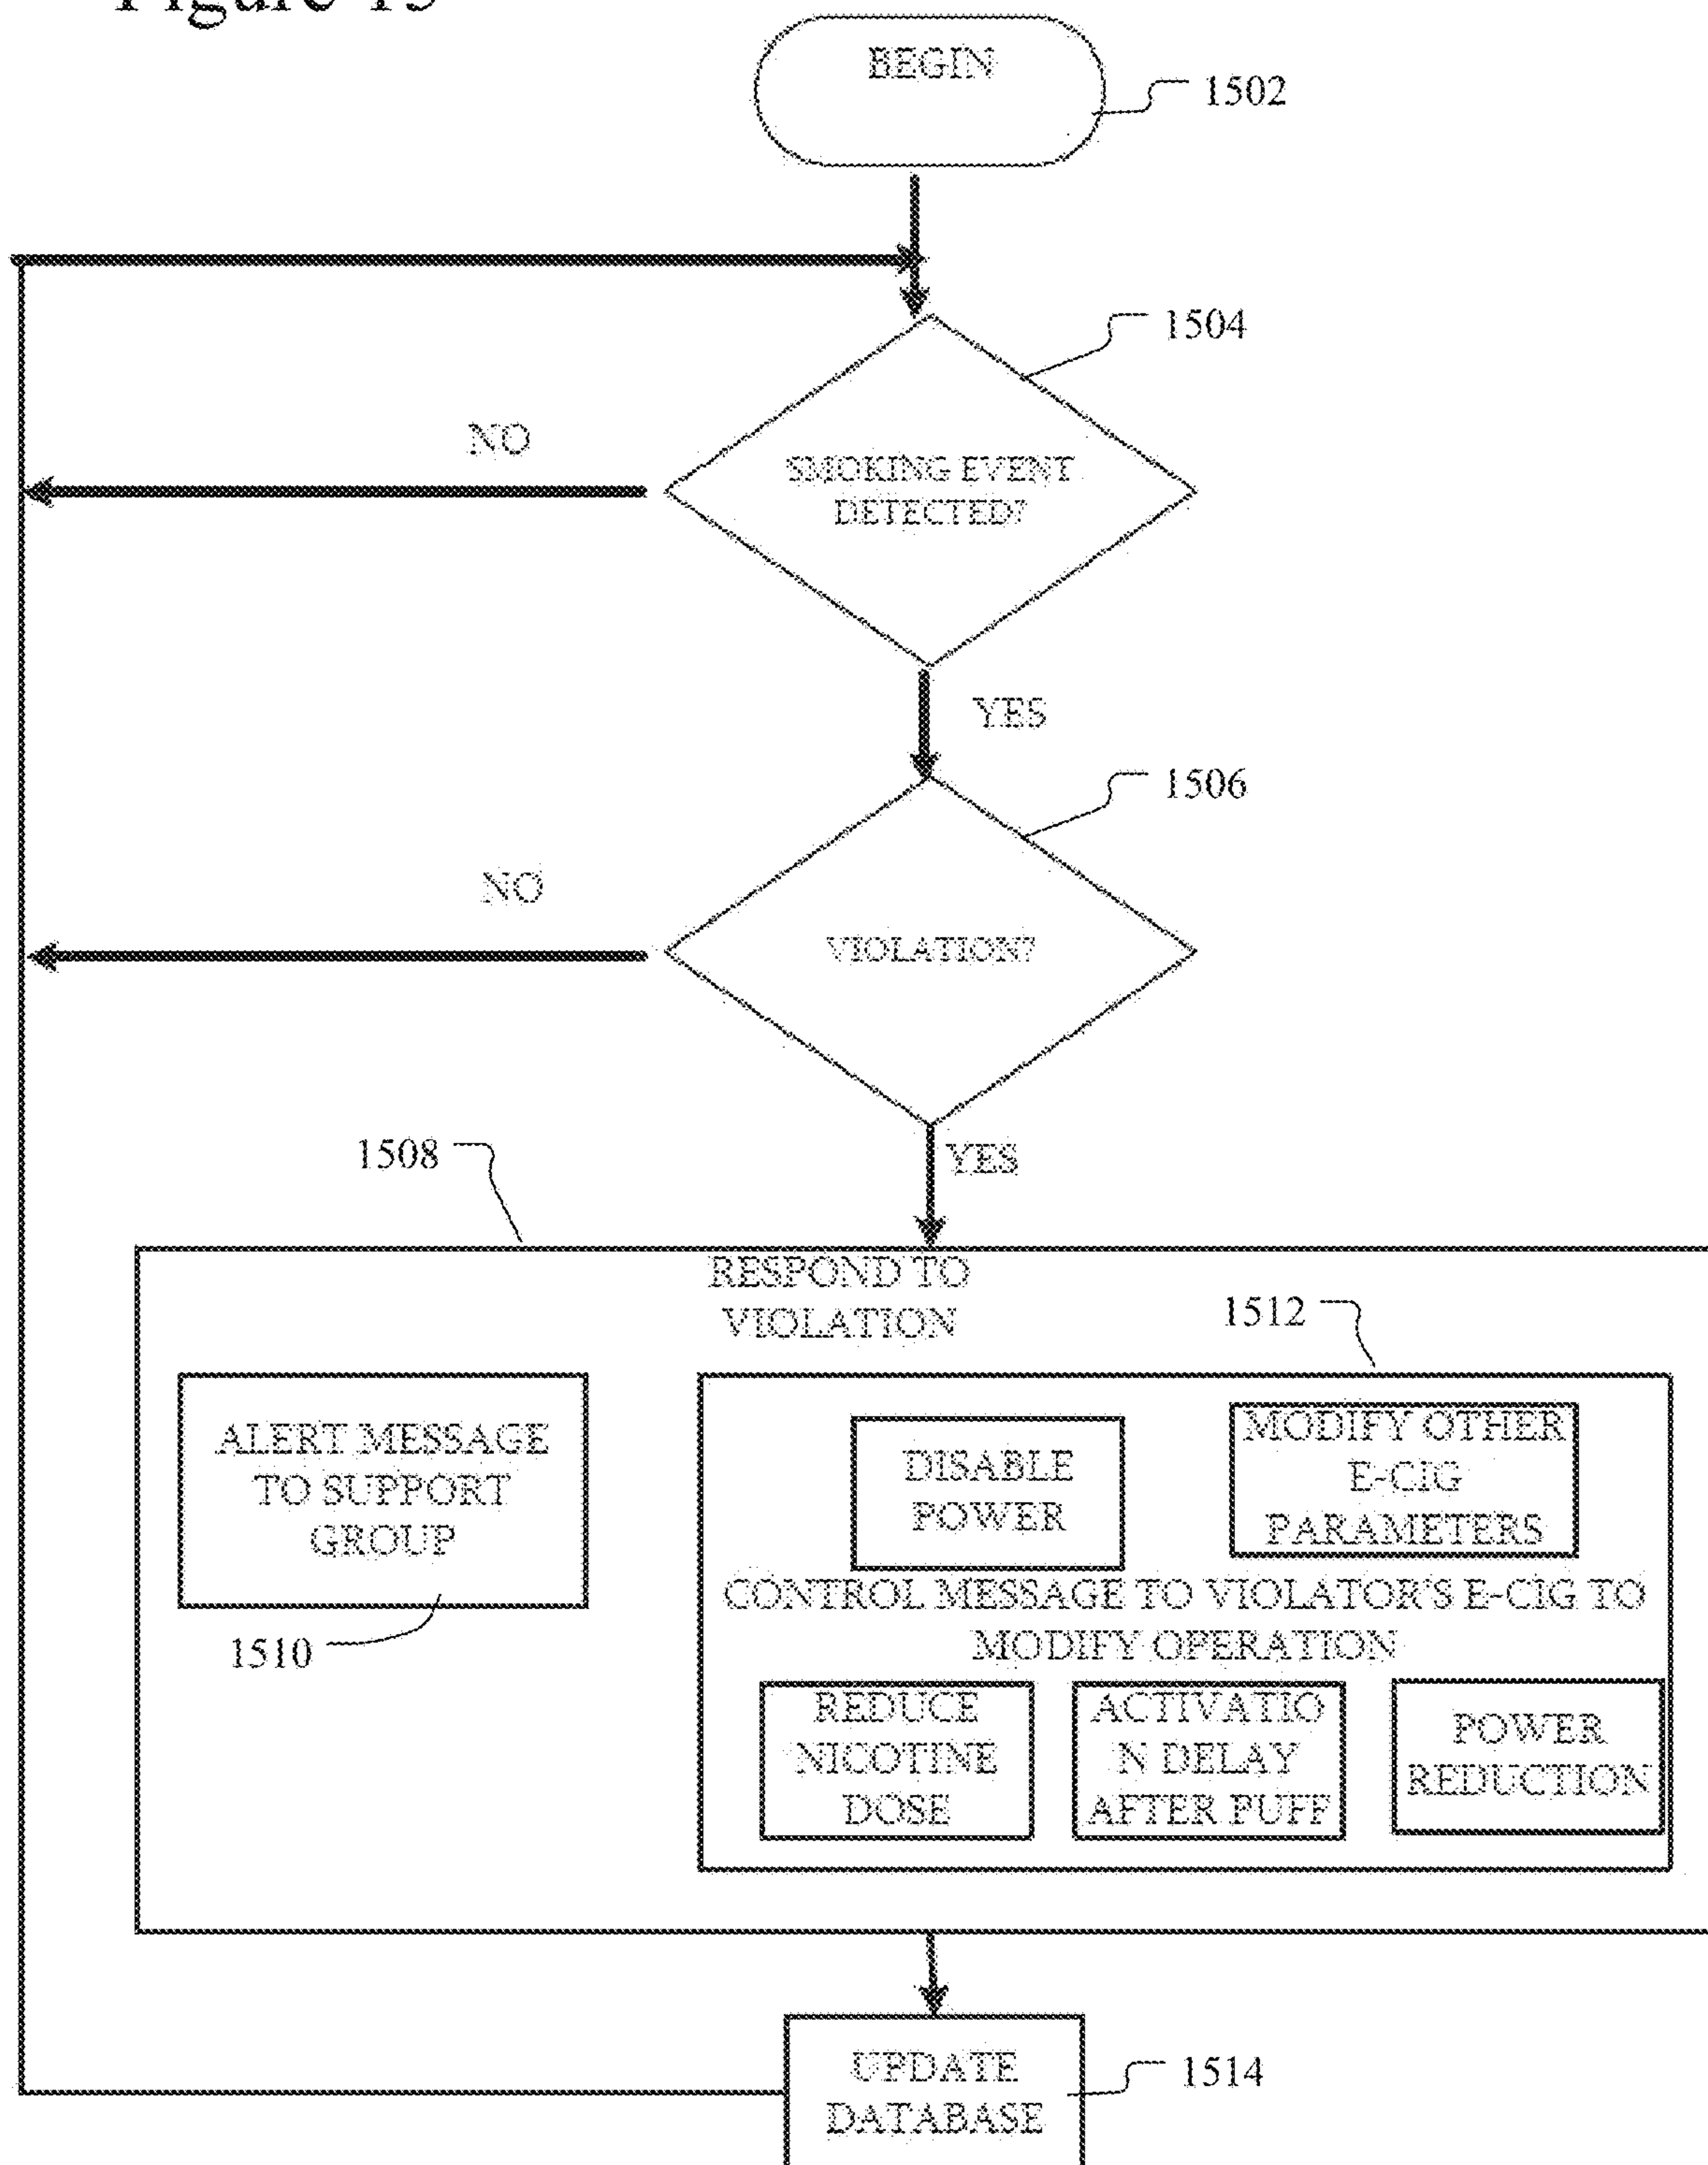 Figure 15
BEGIN
1502
1504
NO
SMOKING EVENT
DETECTED?
YES
1506
NO
VIOLATION?
YES
1508
RESPOND TO
VIOLATION
1512
ALERT MESSAGE
TO SUPPORT
GROUP
1510
DISABLE
POWER
MODIFY OTHER
E-CIG
PARAMETERS
CONTROL MESSAGE TO VIOLATOR'S E-CIG TO
MODIFY OPERATION
REDUCE
NICOTINE
DOSE
ACTIVATIO
N DELAY
AFTER PUFF
POWER
REDUCTION
UPDATE
DATABASE
1514